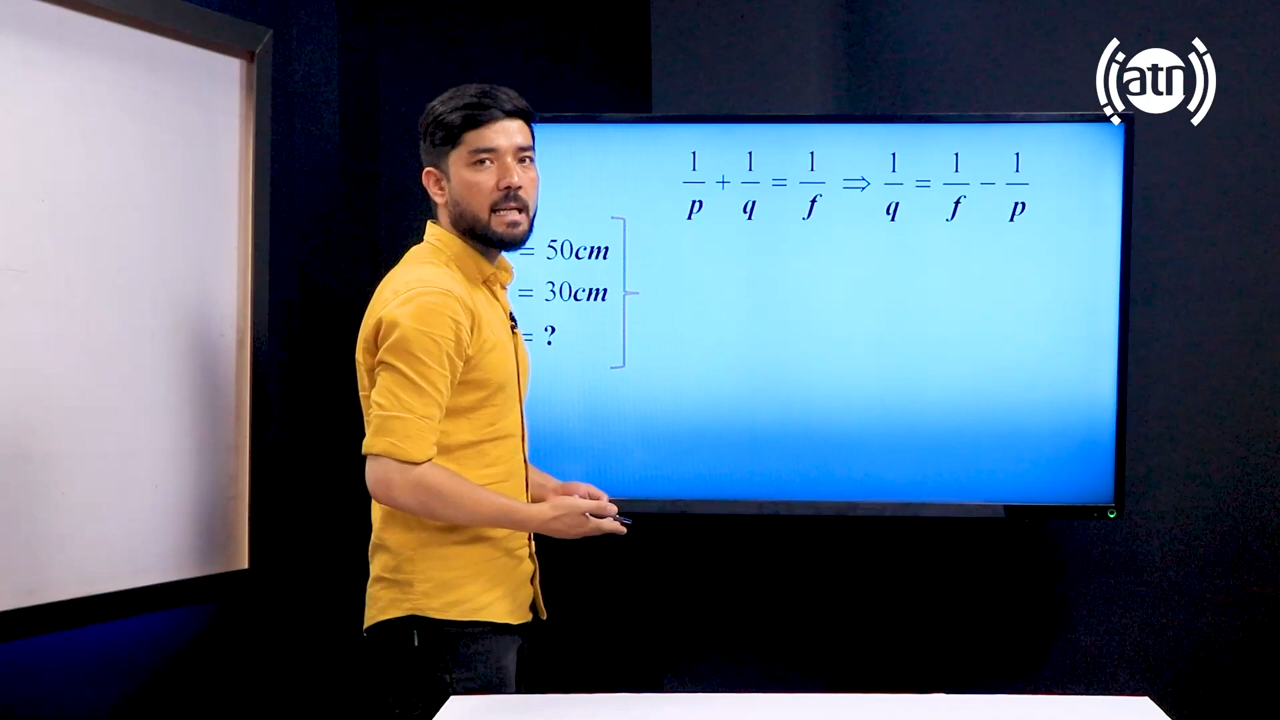 atn
1/p + 1/q = 1/f ⇒ 1/q = 1/f − 1/p
= 50cm
= 30cm
= ?